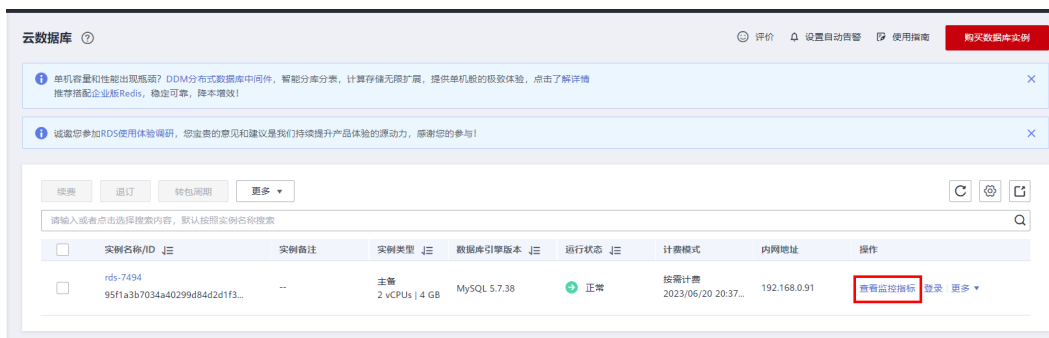 云数据库
评价 设置自动告警 使用指南 购买数据库实例
单机容量和性能出现瓶颈？DDM分布式数据库中间件，智能分库分表，计算存储无限扩展，提供单机般的极致体验，点击了解详情
推荐搭配企业版Redis，稳定可靠，降本增效！
诚邀您参加RDS使用体验调研，您宝贵的意见和建议是我们持续提升产品体验的源动力，感谢您的参与！
续费 退订 转包周期 更多
请输入或者点击选择搜索内容，默认按照实例名称搜索
实例名称/ID 实例备注 实例类型 数据库引擎版本 运行状态 计费模式 内网地址 操作
rds-7494
95f1a3b7034a40299d84d2d1f3...
--
主备
2 vCPUs | 4 GB
MySQL 5.7.38
正常
按需计费
2023/06/20 20:37...
192.168.0.91
查看监控指标 登录 更多